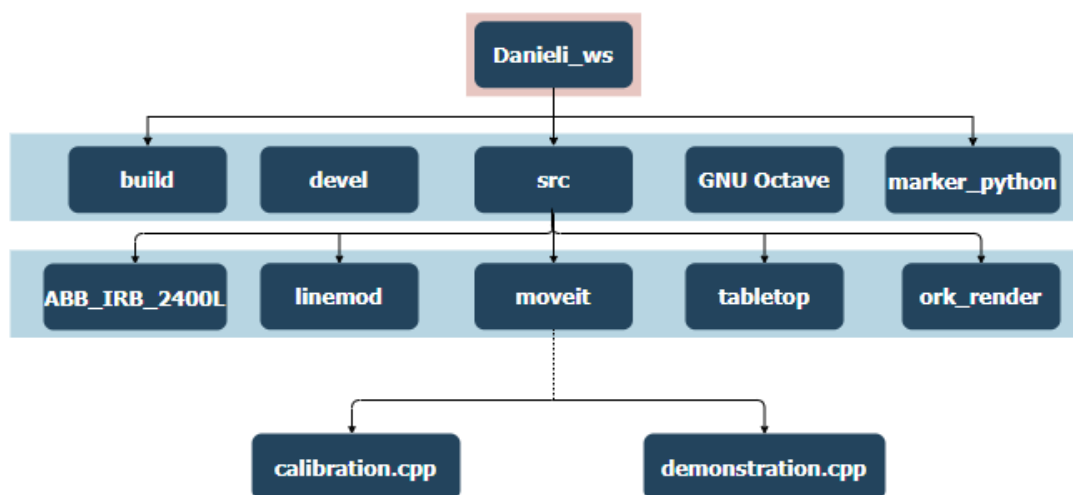 Danieli_ws
build
devel
src
GNU Octave
marker_python
ABB_IRB_2400L
linemod
moveit
tabletop
ork_render
calibration.cpp
demonstration.cpp